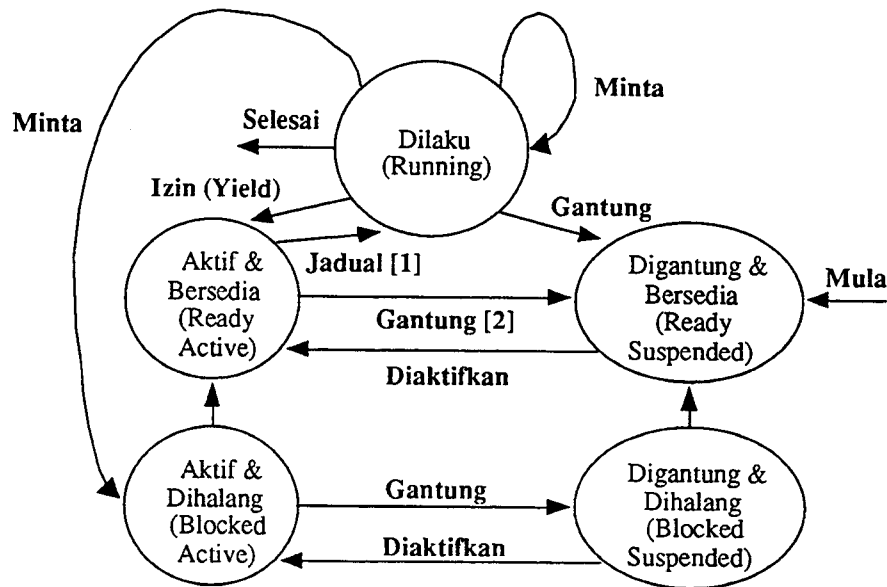 Minta
Minta
Selesai
Dilaku
(Running)
Izin (Yield)
Gantung
Aktif &
Bersedia
(Ready
Active)
Jadual [1]
Digantung &
Bersedia
(Ready
Suspended)
Mula
Gantung [2]
Diaktifkan
Aktif &
Dihalang
(Blocked
Active)
Gantung
Digantung &
Dihalang
(Blocked
Suspended)
Diaktifkan